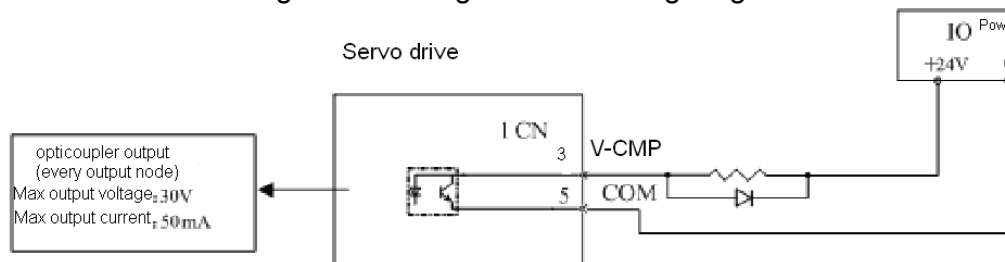 Servo drive
IO Pow
+24V
1 CN
3
V-CMP
5
COM
opticoupler output
(every output node)
Max output voltage:30V
Max output current:50mA